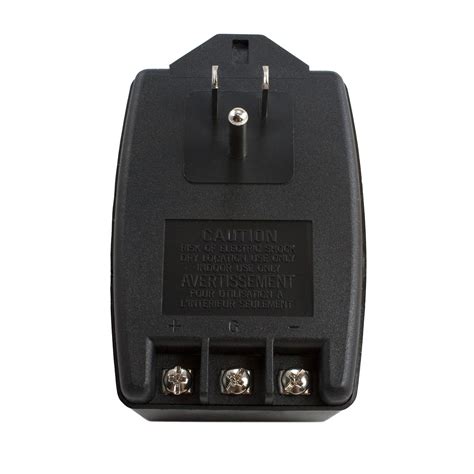 CAUTION
RISK OF ELECTRIC SHOCK
DRY LOCATION USE ONLY
INDOOR USE ONLY
AVERTISSEMENT
POUR UTILISATION À
L'INTERIEUR SEULEMENT
+ G −